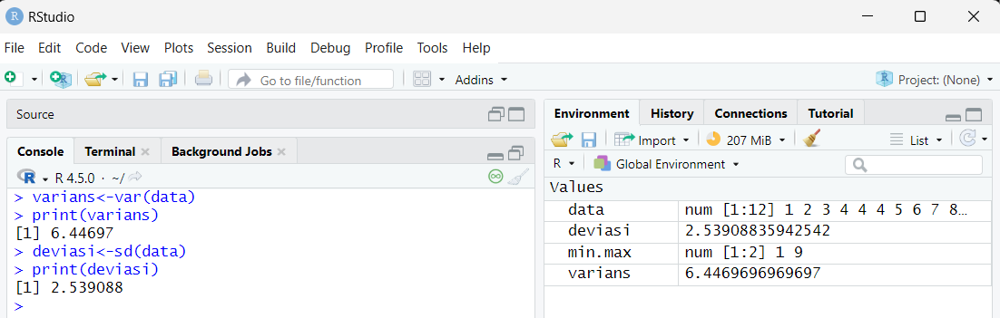 RStudio
File Edit Code View Plots Session Build Debug Profile Tools Help
Go to file/function Addins Project: (None)
Source
Console Terminal Background Jobs
R 4.5.0 · ~/
> varians<-var(data)
> print(varians)
[1] 6.44697
> deviasi<-sd(data)
> print(deviasi)
[1] 2.539088
>
Environment History Connections Tutorial
Import 207 MiB List
R Global Environment
Values
data num [1:12] 1 2 3 4 4 4 5 6 7 8…
deviasi 2.53908835942542
min.max num [1:2] 1 9
varians 6.4469696969697